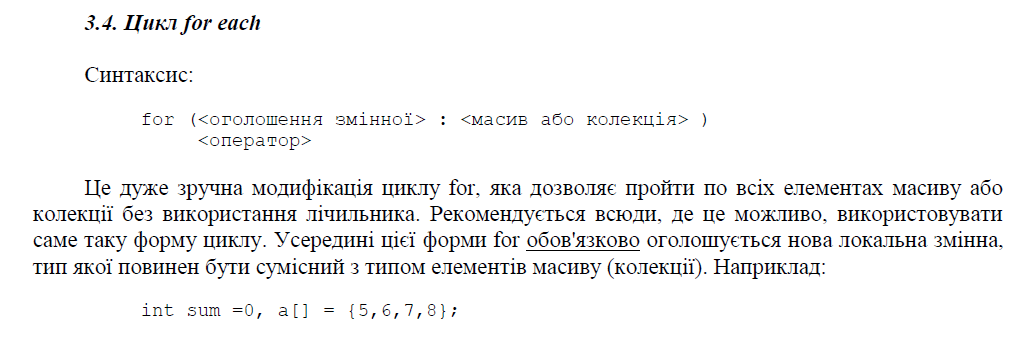 3.4. Цикл for each
Синтаксис:
for (<оголошення змінної> : <масив або колекція> )
<оператор>
Це дуже зручна модифікація циклу for, яка дозволяє пройти по всіх елементах масиву або
колекції без використання лічильника. Рекомендується всюди, де це можливо, використовувати
саме таку форму циклу. Усередині цієї форми for обов'язково оголошується нова локальна змінна,
тип якої повинен бути сумісний з типом елементів масиву (колекції). Наприклад:
int sum =0, a[] = {5,6,7,8};